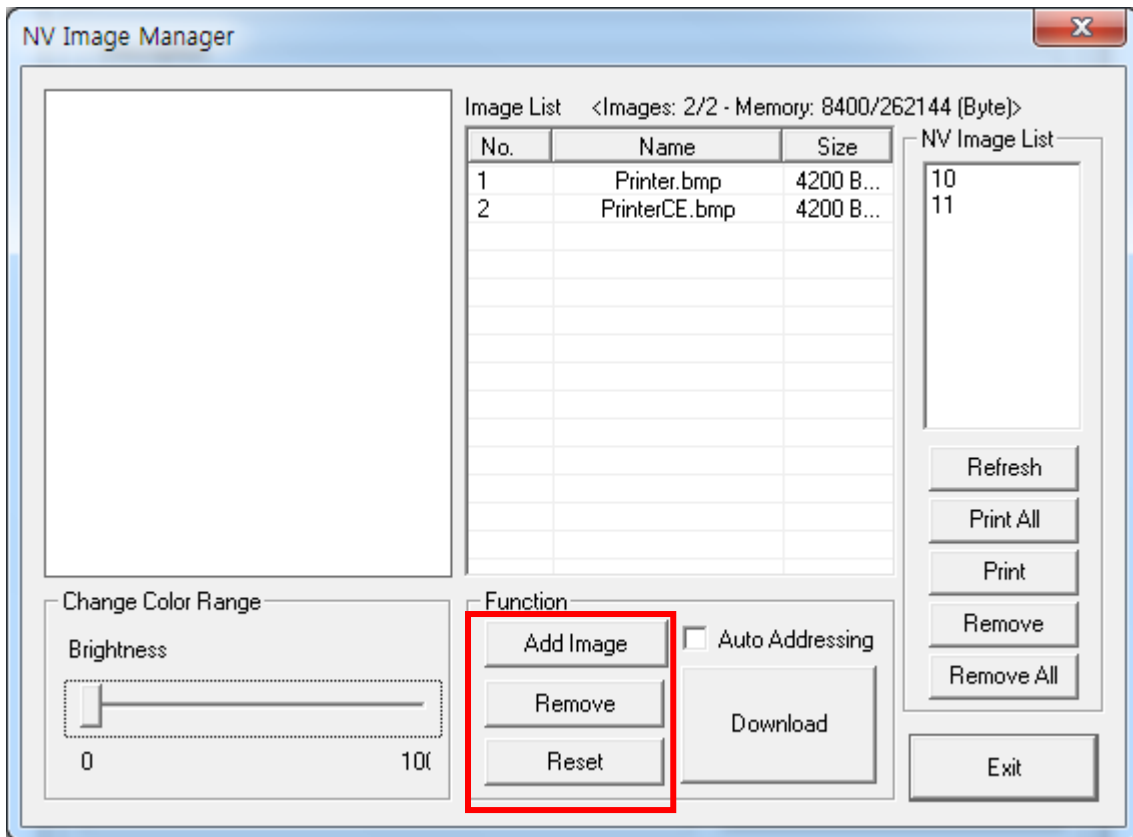 NV Image Manager
Image List <Images: 2/2 - Memory: 8400/262144 (Byte)>
No. Name Size
1 Printer.bmp 4200 B...
2 PrinterCE.bmp 4200 B...
NV Image List
10
11
Refresh
Print All
Print
Remove
Remove All
Change Color Range
Brightness
0 10(
Function
Add Image
Remove
Reset
Auto Addressing
Download
Exit